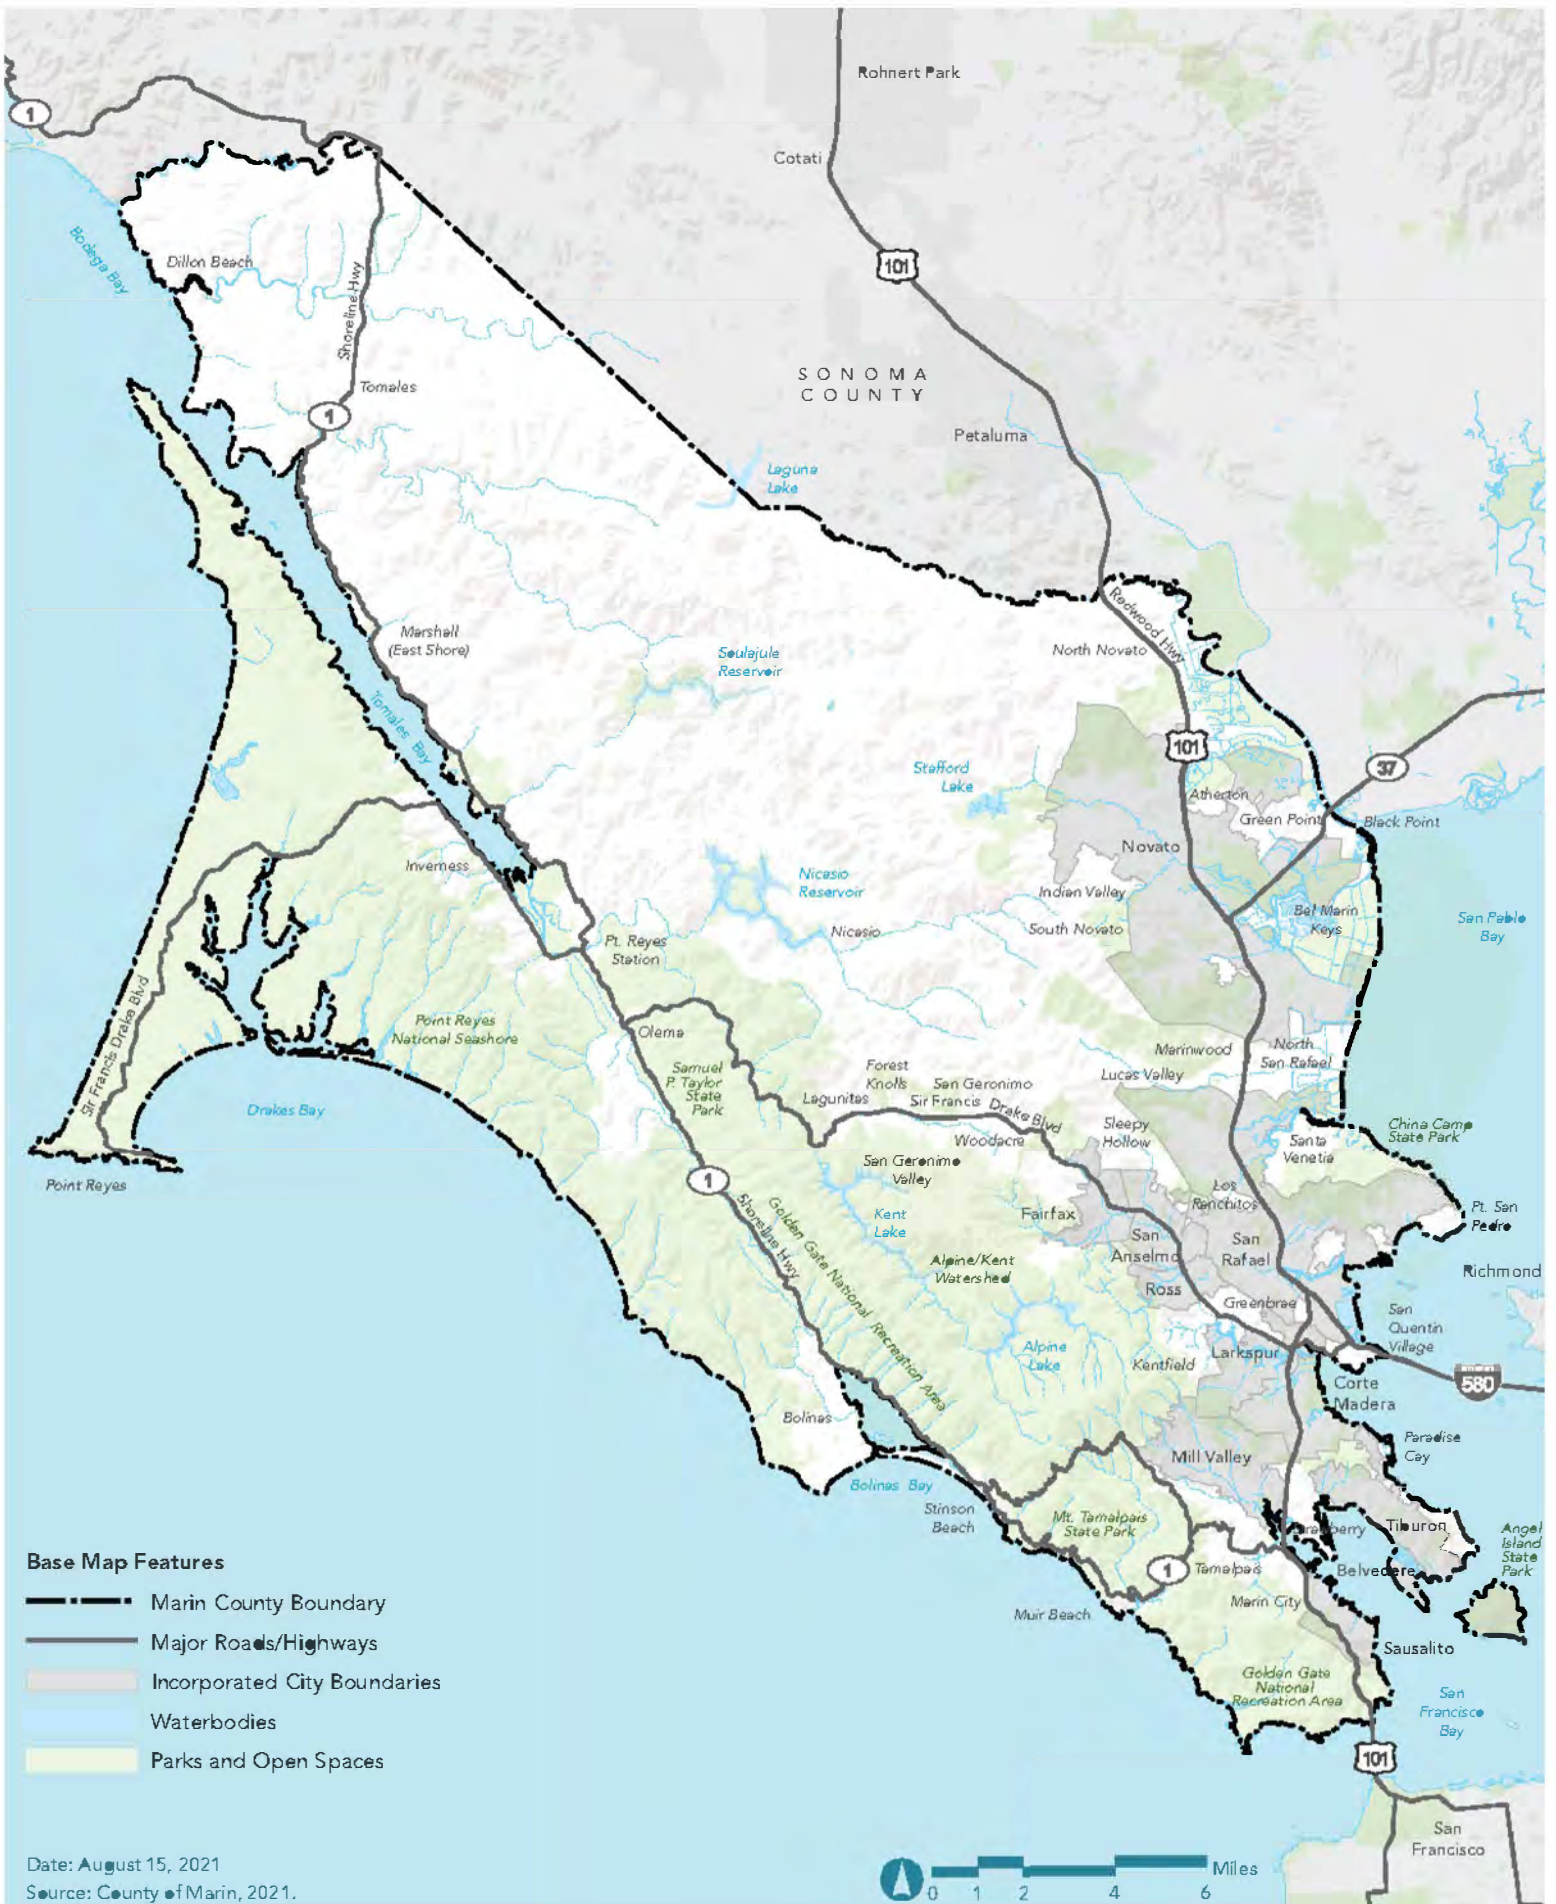 Rohnert Park
1
Cotati
101
Bodega Bay
Dillon Beach
Shoreline Hwy
SONOMA
COUNTY
Tomales
1
Petaluma
Laguna
Lake
Redwood Hwy
Marshall
(East Shore)
Soulajule
Reservoir
North Novato
Tomales Bay
101
37
Stafford
Lake
Atherton
Green Point
Black Point
Novato
Inverness
Nicasio
Reservoir
Indian Valley
Bel Marin
Keys
San Pablo
Bay
South Novato
Nicasio
Pt. Reyes
Station
Sir Francis Drake Blvd
Point Reyes
National Seashore
Olema
Marinwood
North
San Rafael
Samuel
P. Taylor
State
Park
Forest
Knolls
San Geronimo
Lucas Valley
Lagunitas
Sir Francis Drake Blvd
Drakes Bay
Sleepy
Hollow
China Camp
State Park
Woodacre
Santa
Venetia
San Geronimo
Valley
Point Reyes
1
Los
Ranchitos
Shoreline Hwy
Golden Gate National Recreation Area
Kent
Lake
Fairfax
Pt. San
Pedro
San
Anselmo
San
Rafael
Alpine/Kent
Watershed
Richmond
Ross
Greenbrae
San
Quentin
Village
Alpine
Lake
Kentfield
Larkspur
580
Corte
Madera
Bolinas
Paradise
Cay
Mill Valley
Bolinas Bay
Stinson
Beach
Mt. Tamalpais
State Park
Strawberry
Tiburon
Angel
Island
State
Park
1
Tamalpais
Belvedere
Marin City
Muir Beach
Sausalito
Golden Gate
National
Recreation Area
San
Francisco
Bay
101
San
Francisco
Base Map Features
Marin County Boundary
Major Roads/Highways
Incorporated City Boundaries
Waterbodies
Parks and Open Spaces
Date: August 15, 2021
Source: County of Marin, 2021.
0 1 2 4 6 Miles